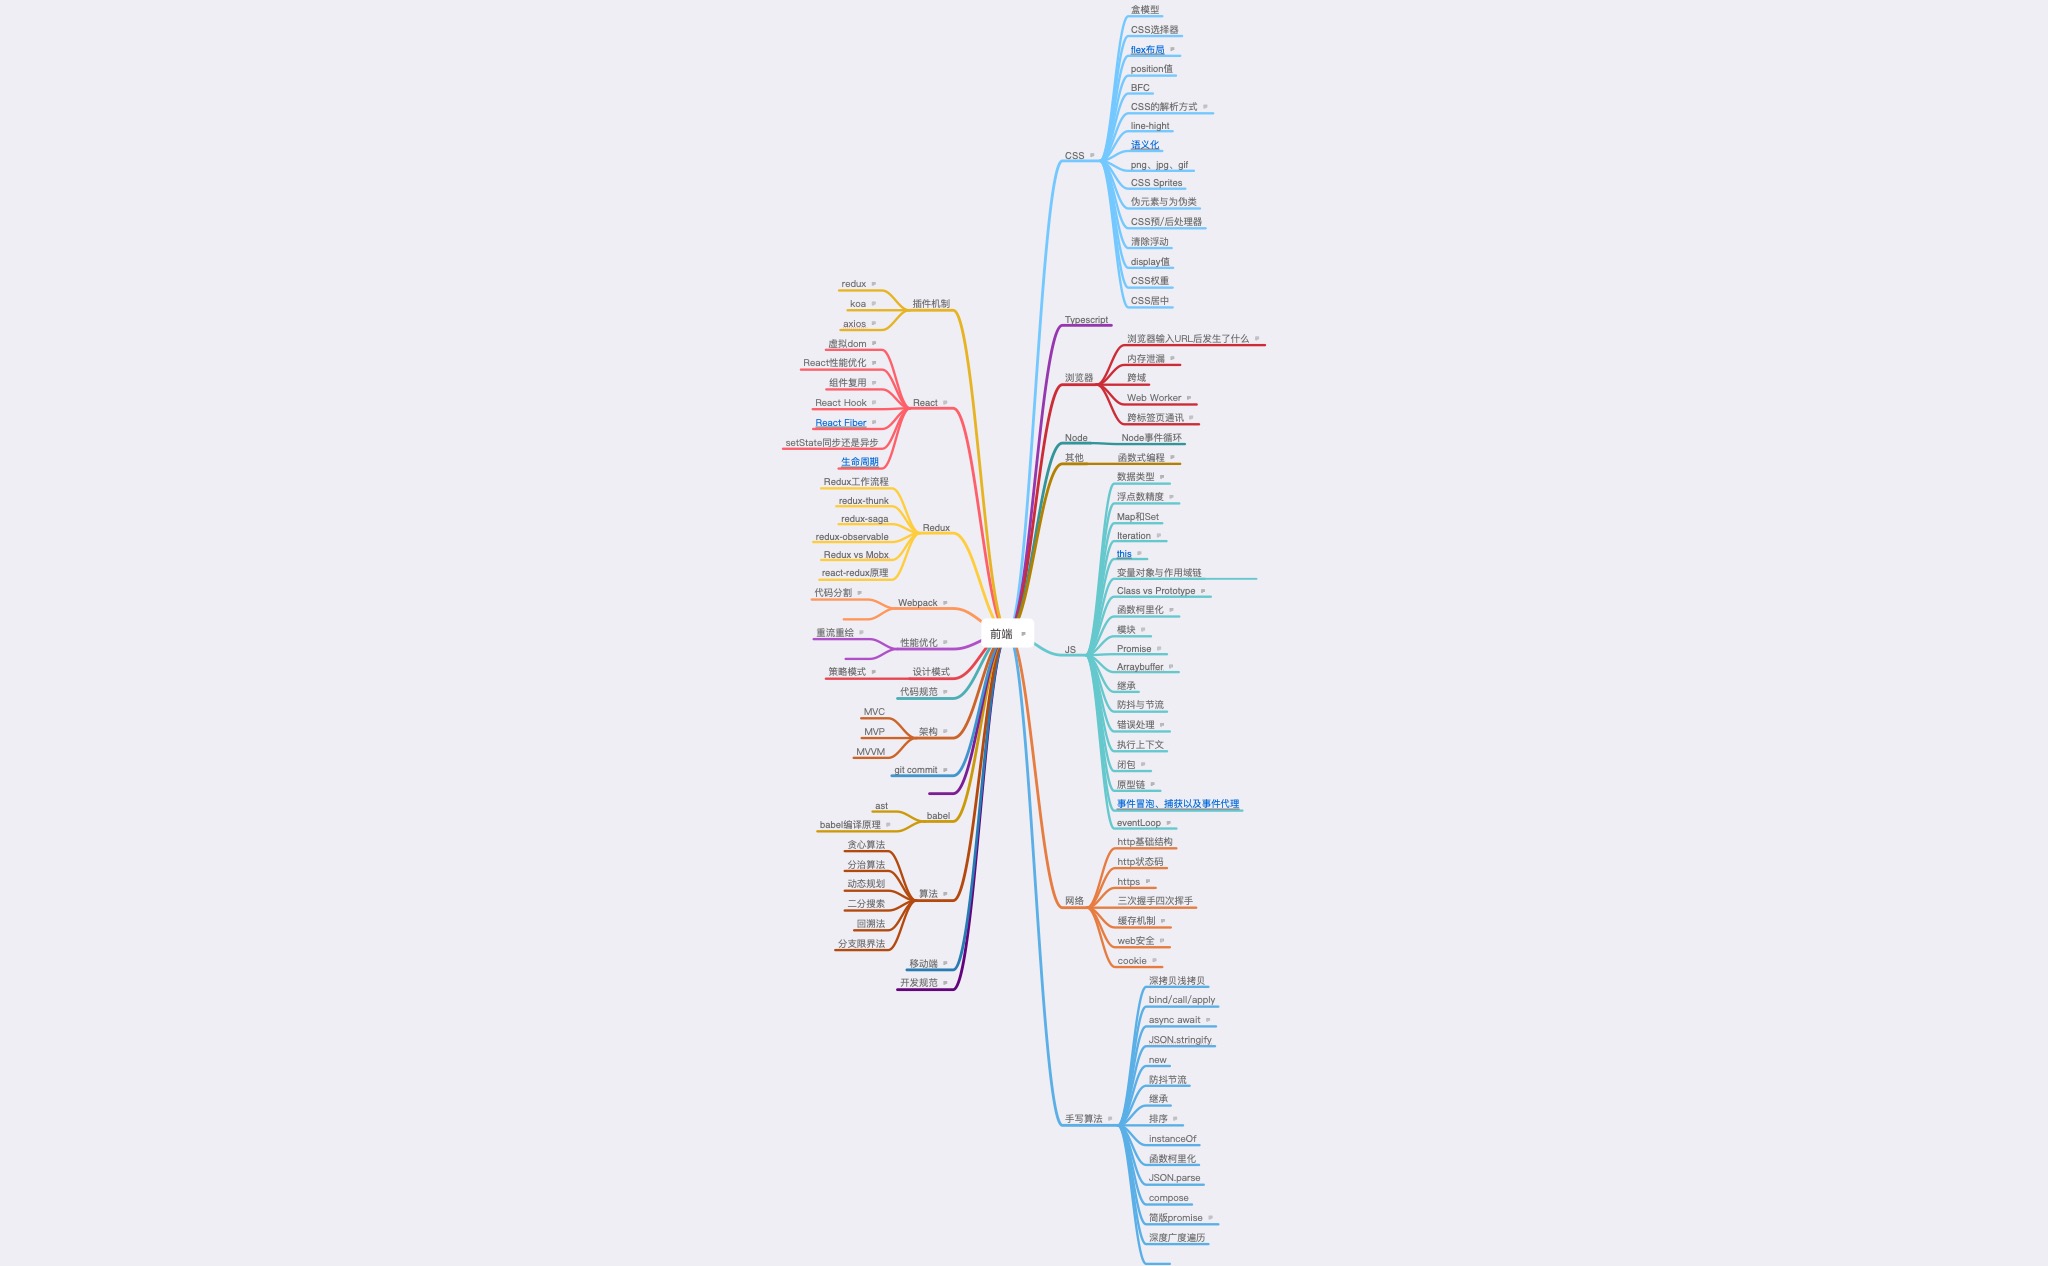 前端
CSS
盒模型
CSS选择器
flex布局
position值
BFC
CSS的解析方式
line-hight
语义化
png、jpg、gif
CSS Sprites
伪元素与为伪类
CSS预/后处理器
清除浮动
display值
CSS权重
CSS居中
Typescript
浏览器
浏览器输入URL后发生了什么
内存泄漏
跨域
Web Worker
跨标签页通讯
Node
Node事件循环
其他
函数式编程
JS
数据类型
浮点数精度
Map和Set
Iteration
this
变量对象与作用域链
Class vs Prototype
函数柯里化
模块
Promise
Arraybuffer
继承
防抖与节流
错误处理
执行上下文
闭包
原型链
事件冒泡、捕获以及事件代理
eventLoop
网络
http基础结构
http状态码
https
三次握手四次挥手
缓存机制
web安全
cookie
手写算法
深拷贝浅拷贝
bind/call/apply
async await
JSON.stringify
new
防抖节流
继承
排序
instanceOf
函数柯里化
JSON.parse
compose
简版promise
深度广度遍历
插件机制
redux
koa
axios
React
虚拟dom
React性能优化
组件复用
React Hook
React Fiber
setState同步还是异步
生命周期
Redux
Redux工作流程
redux-thunk
redux-saga
redux-observable
Redux vs Mobx
react-redux原理
Webpack
代码分割
性能优化
重流重绘
设计模式
策略模式
代码规范
架构
MVC
MVP
MVVM
git commit
babel
ast
babel编译原理
算法
贪心算法
分治算法
动态规划
二分搜索
回溯法
分支限界法
移动端
开发规范